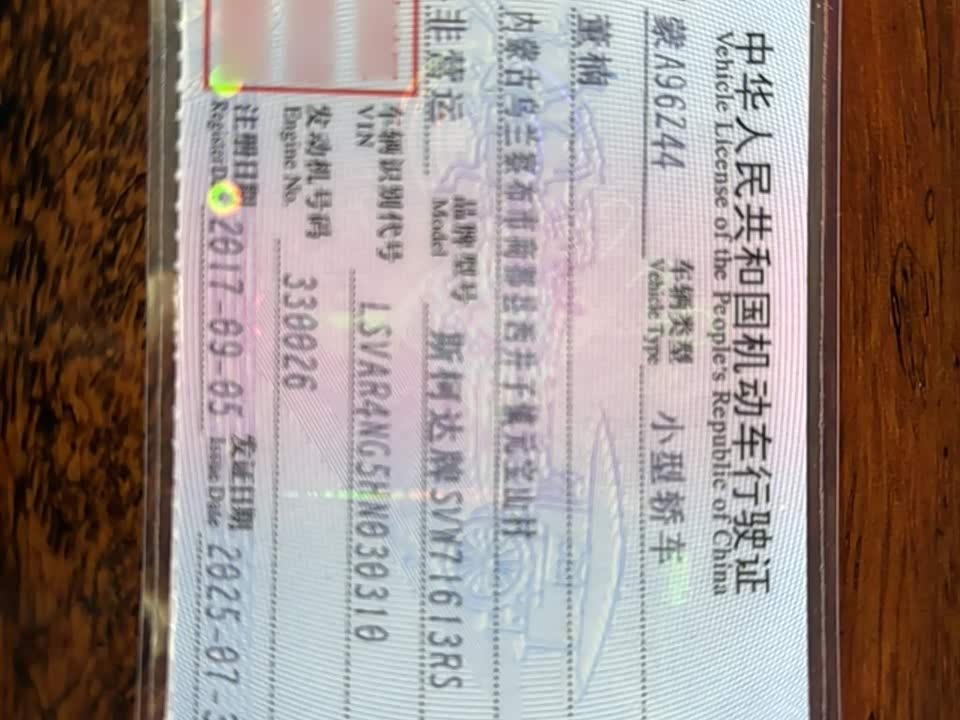 中华人民共和国机动车行驶证
Vehicle License of the People's Republic of China
蒙A96Z44 车辆类型 小型轿车
Vehicle Type
董楠
内蒙古乌兰察布市商都县西井子镇元宝山村
非营运 品牌型号 斯柯达牌SVW71613RS
Model
车辆识别代号 LSVAR4NG5HN030310
VIN
发动机号码 330026
Engine No.
注册日期 2017-09-05 发证日期 2025-07-
Register Issue Date